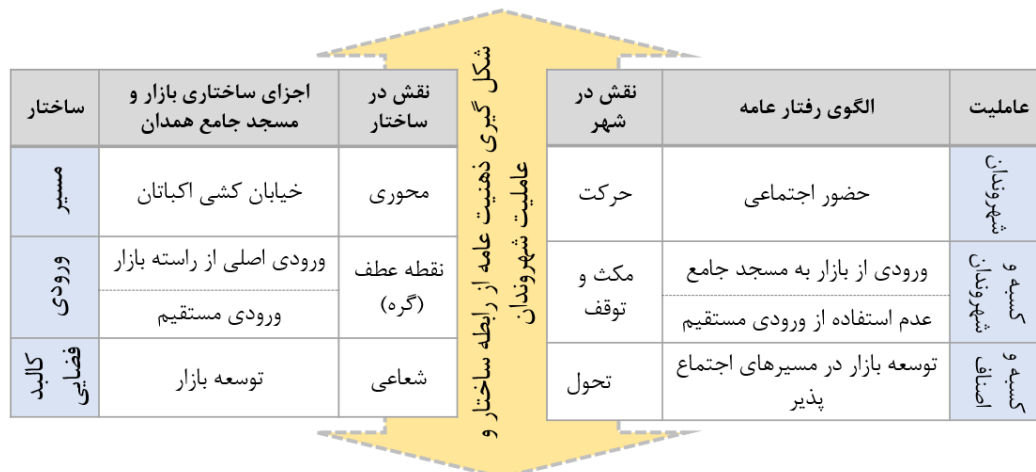 عاملیت
الگوی رفتار عامه
نقش در
شهر
شهروندان
حضور اجتماعی
حرکت
کسبه و
شهروندان
ورودی از بازار به مسجد جامع
عدم استفاده از ورودی مستقیم
مکث و
توقف
کسبه و
اصناف
توسعه بازار در مسیرهای اجتماع
پذیر
تحول
شکل گیری ذهنیت عامه از رابطه ساختار و
عاملیت شهروندان
نقش در
ساختار
اجزای ساختاری بازار و
مسجد جامع همدان
ساختار
محوری
خیابان کشی اکباتان
مسیر
نقطه عطف
(گره)
ورودی اصلی از راسته بازار
ورودی مستقیم
ورودی
شعاعی
توسعه بازار
کالبد
فضایی